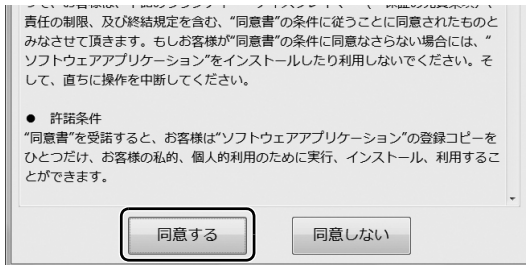 責任の制限、及び終結規定を含む、“同意書”の条件に従うことに同意されたものと
みなさせて頂きます。もしお客様が“同意書”の条件に同意なさらない場合には、“
ソフトウェアアプリケーション”をインストールしたり利用しないでください。そ
して、直ちに操作を中断してください。
● 許諾条件
“同意書”を受諾すると、お客様は“ソフトウェアアプリケーション”の登録コピーを
ひとつだけ、お客様の私的、個人的利用のために実行、インストール、利用するこ
とができます。
同意する
同意しない